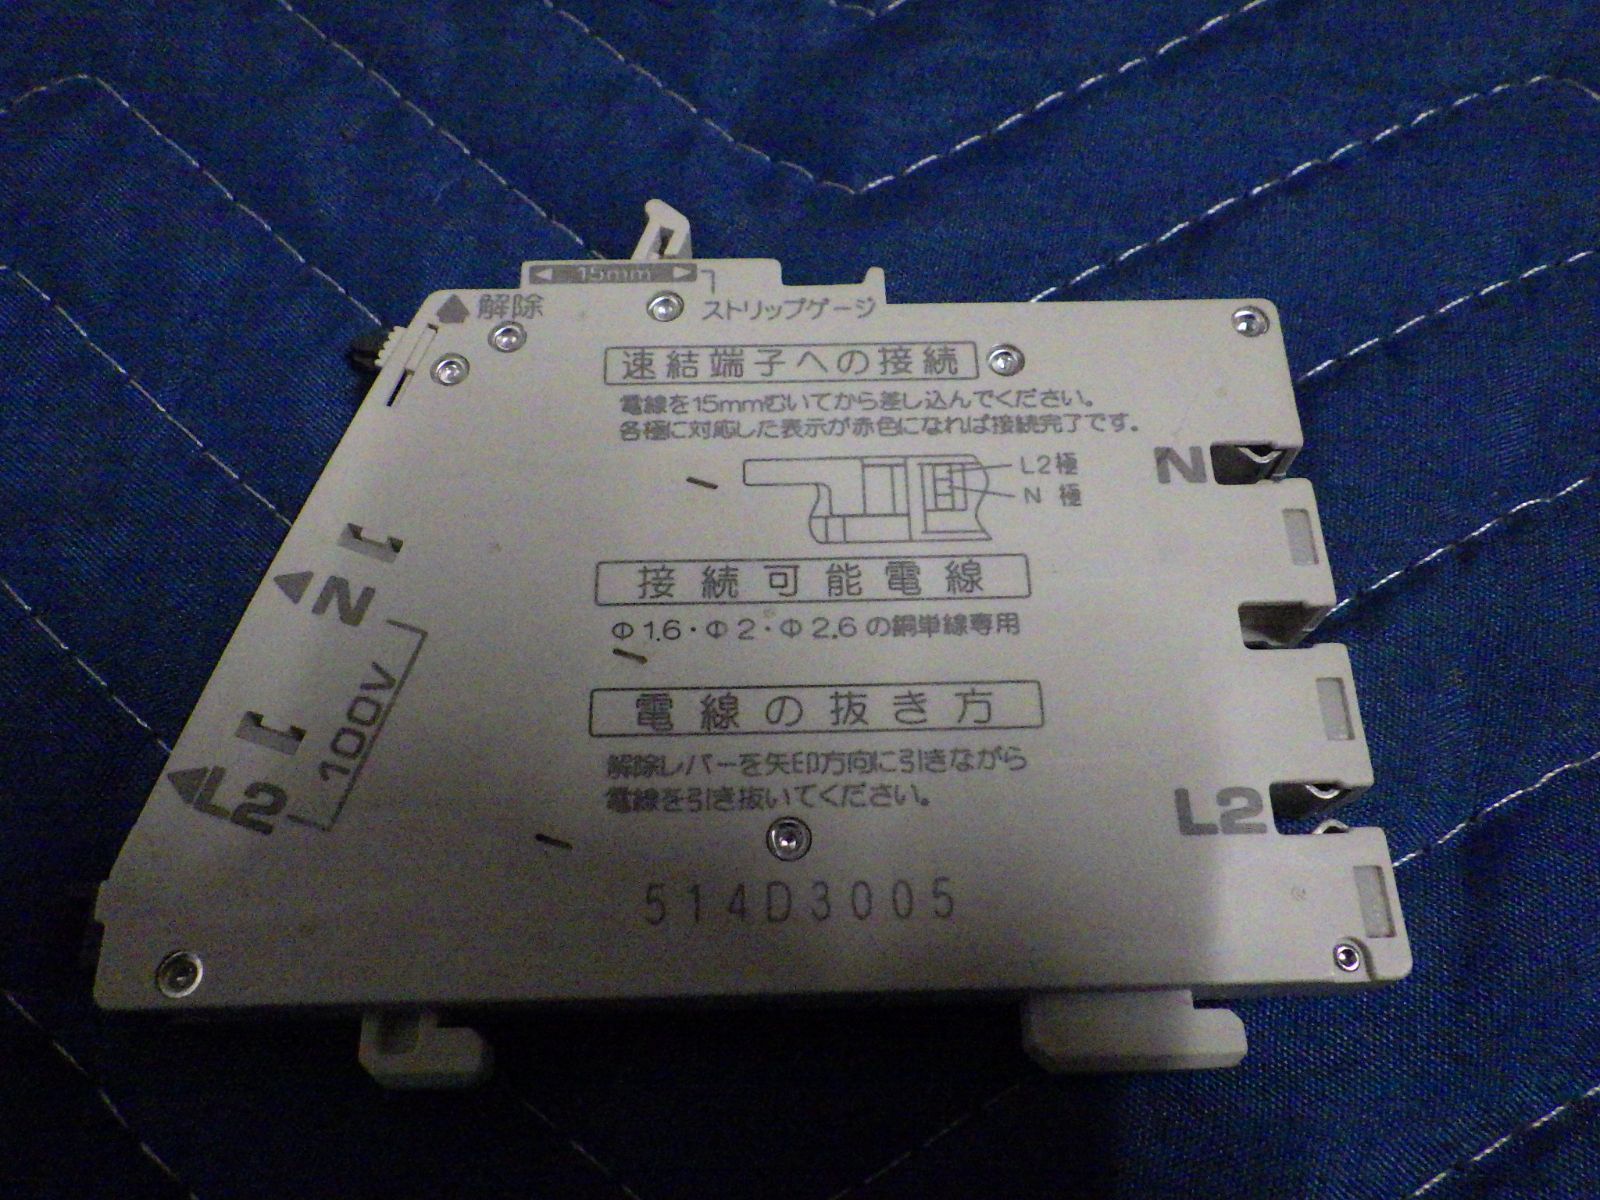 15mm
解除
ストリップゲージ
速結端子への接続
電線を15mmむいてから差し込んでください。
各極に対応した表示が赤色になれば接続完了です。
L2極
N 極
N
接続可能電線
Φ1.6・Φ2・Φ2.6の銅単線専用
N
100V
L2
電線の抜き方
解除レバーを矢印方向に引きながら
電線を引き抜いてください。
L2
514D3005